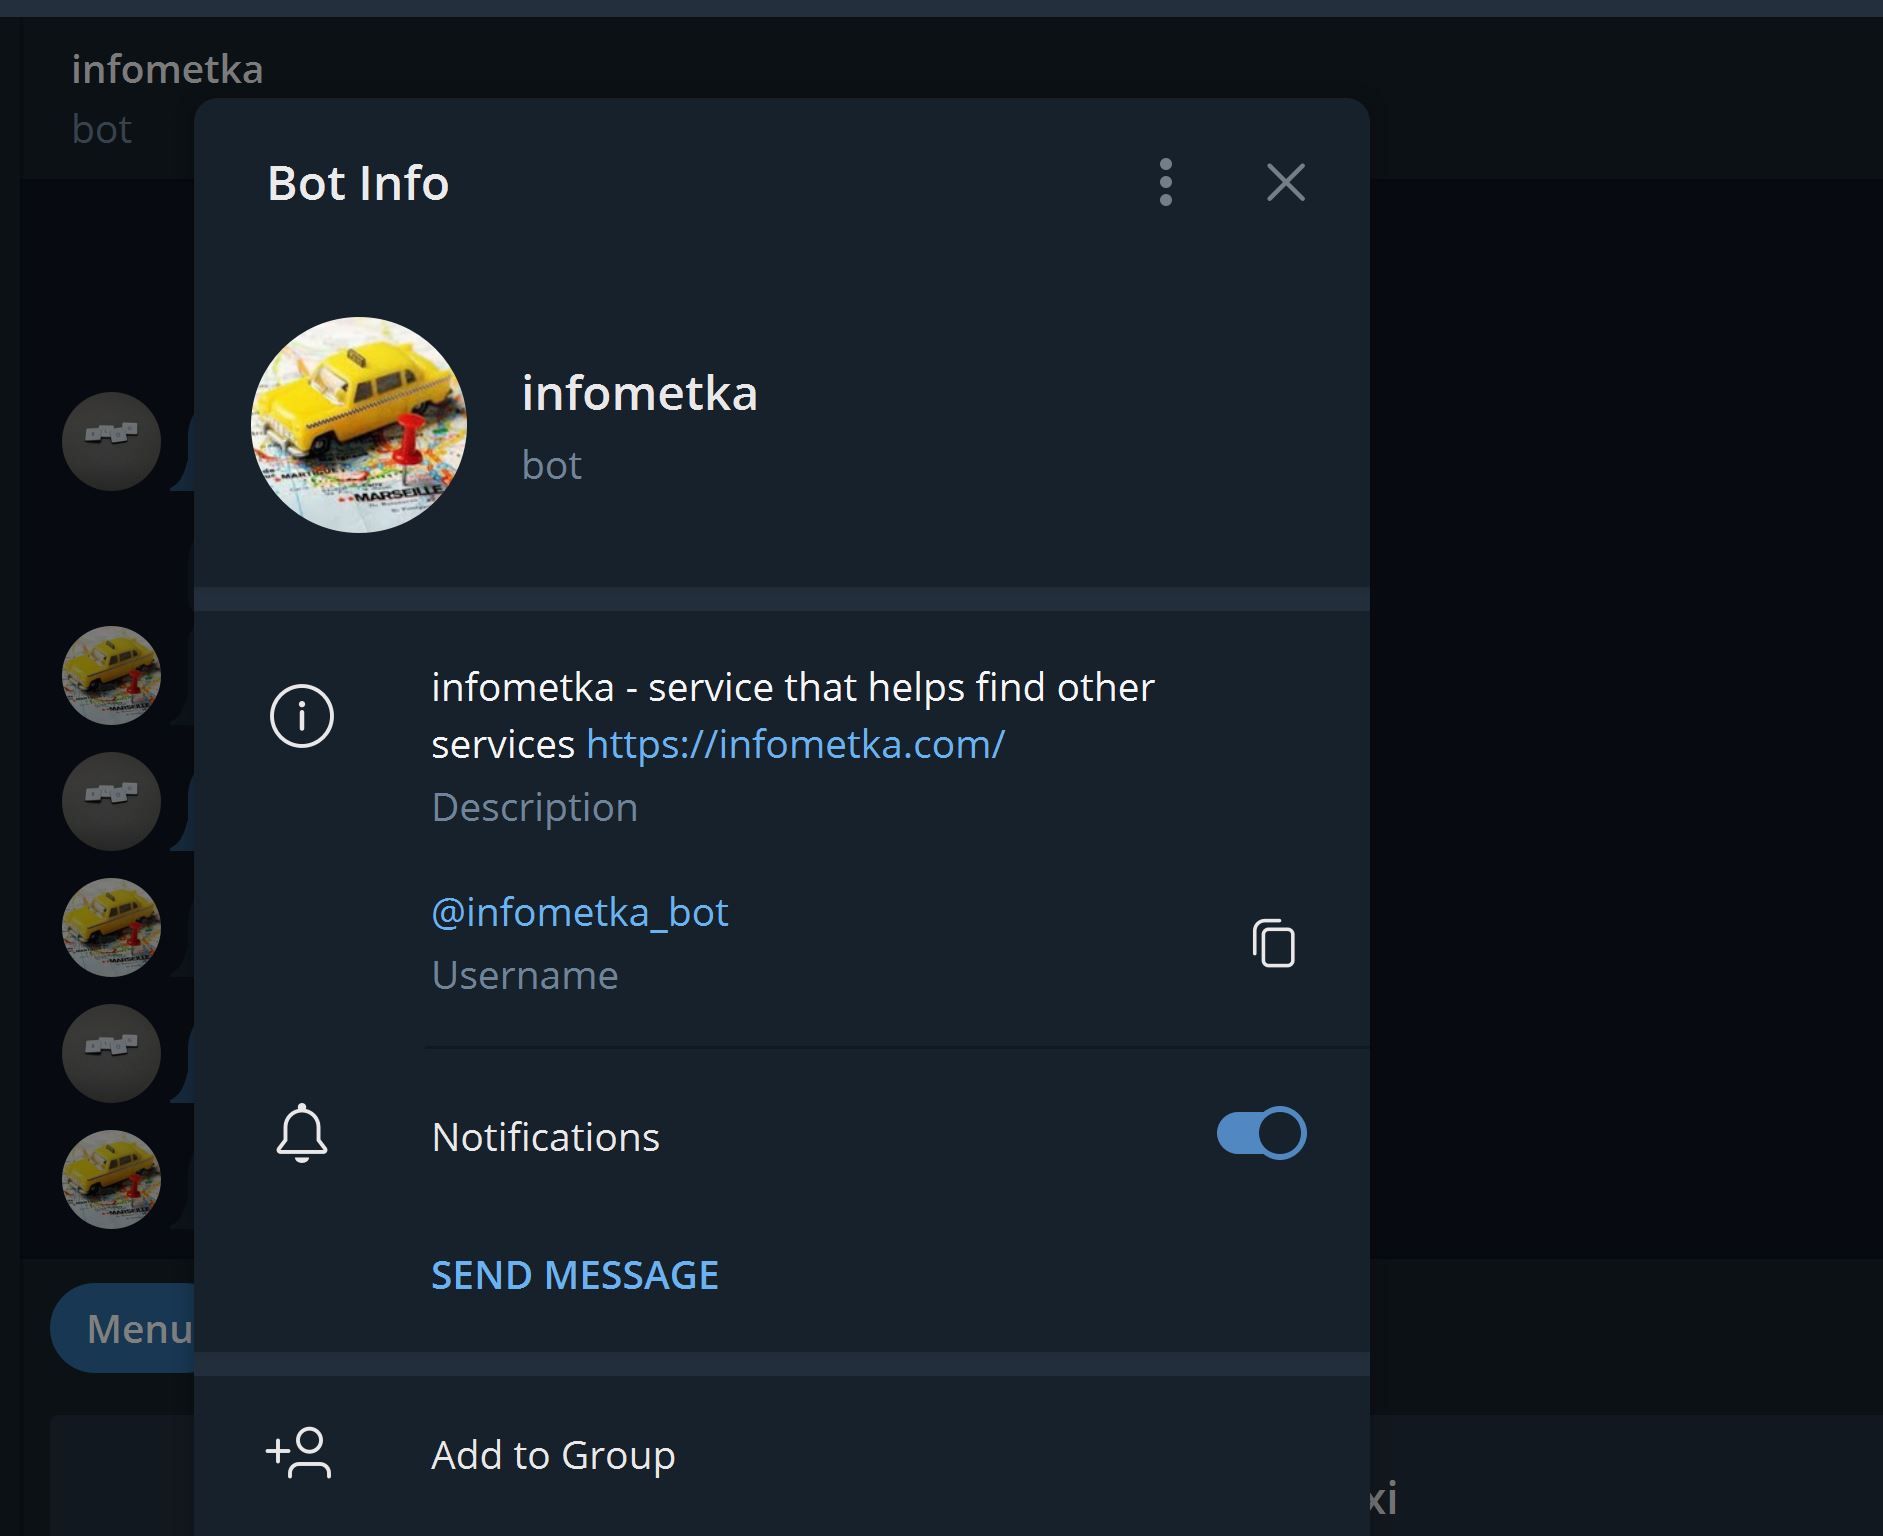 infometka
bot
Bot Info
infometka
bot
MARSEILLE
infometka - service that helps find other
services https://infometka.com/
Description
@infometka_bot
Username
Notifications
SEND MESSAGE
Menu
Add to Group
xi